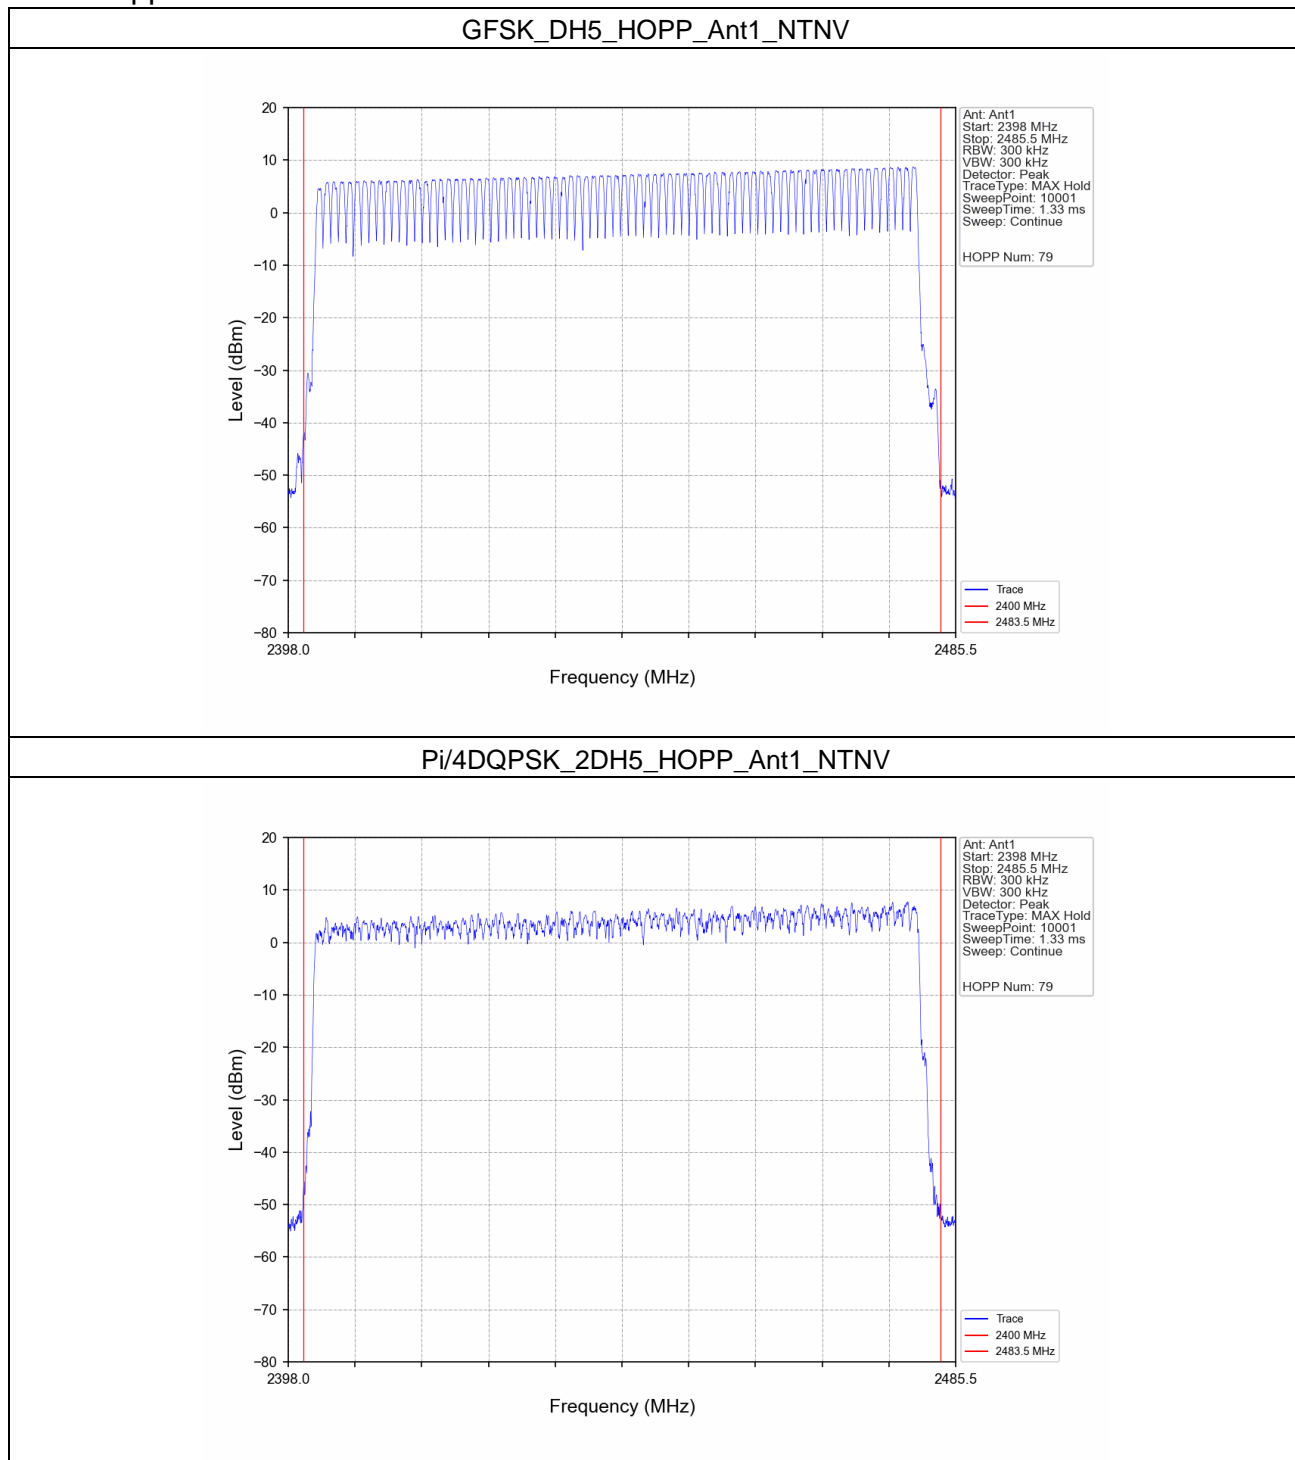 GFSK_DH5_HOPP_Ant1_NTNV
20
10
0
−10
−20
−30
−40
−50
−60
−70
−80
Level (dBm)
2398.0
2485.5
Frequency (MHz)
Ant: Ant1
Start: 2398 MHz
Stop: 2485.5 MHz
RBW: 300 kHz
VBW: 300 kHz
Detector: Peak
TraceType: MAX Hold
SweepPoint: 10001
SweepTime: 1.33 ms
Sweep: Continue
HOPP Num: 79
Trace
2400 MHz
2483.5 MHz
Pi/4DQPSK_2DH5_HOPP_Ant1_NTNV
20
10
0
−10
−20
−30
−40
−50
−60
−70
−80
Level (dBm)
2398.0
2485.5
Frequency (MHz)
Ant: Ant1
Start: 2398 MHz
Stop: 2485.5 MHz
RBW: 300 kHz
VBW: 300 kHz
Detector: Peak
TraceType: MAX Hold
SweepPoint: 10001
SweepTime: 1.33 ms
Sweep: Continue
HOPP Num: 79
Trace
2400 MHz
2483.5 MHz